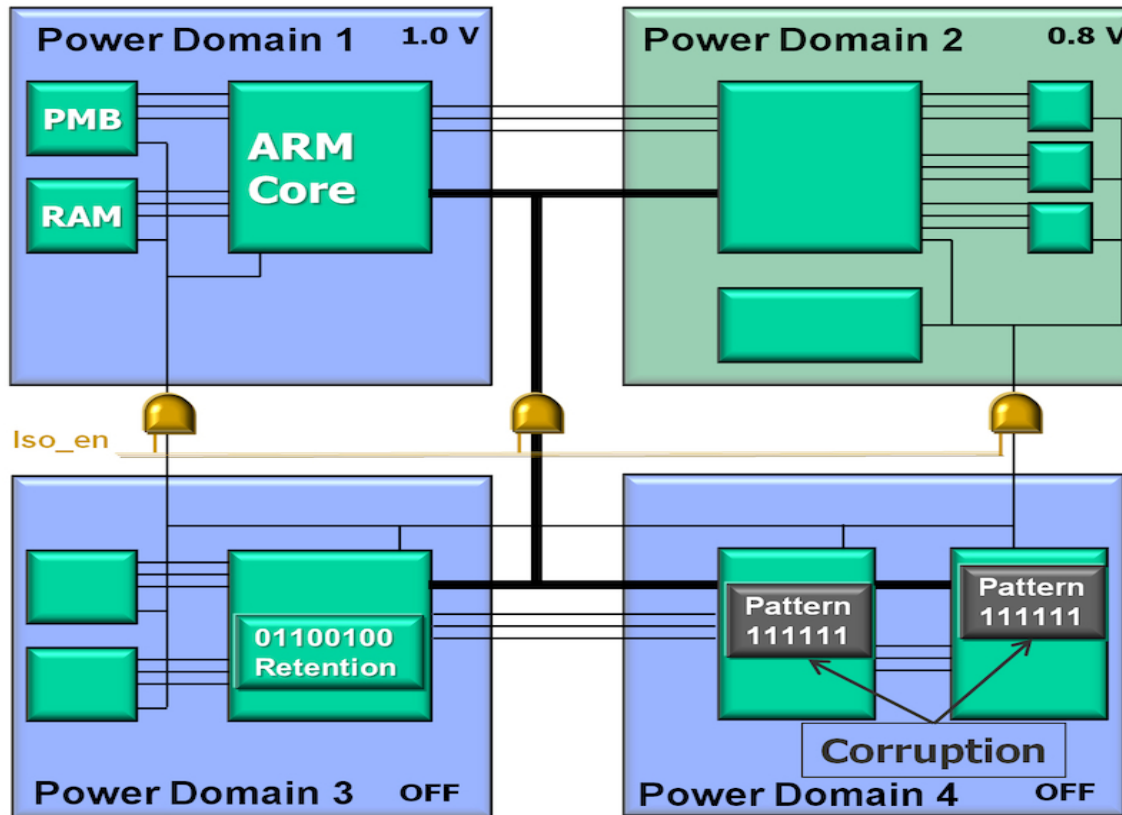 Power Domain 1 1.0 V
PMB
ARM
Core
RAM
Power Domain 2 0.8 V
Iso_en
01100100
Retention
Power Domain 3 OFF
Pattern
111111
Pattern
111111
Corruption
Power Domain 4 OFF